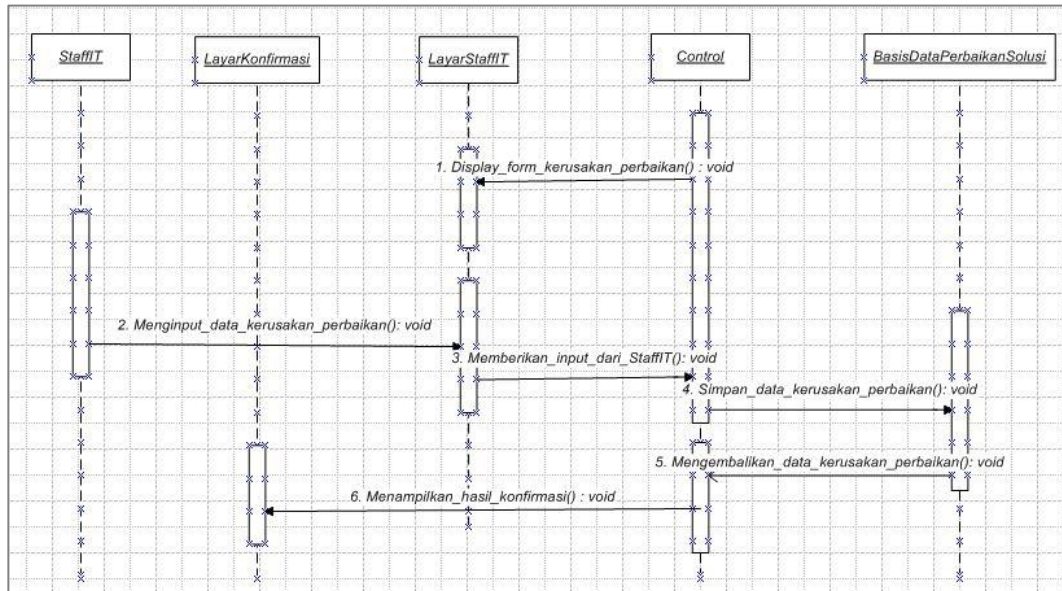 StaffIT
LayarKonfirmasi
LayarStaffIT
Control
BasisDataPerbaikanSolusi
1. Display_form_kerusakan_perbaikan() : void
2. Menginput_data_kerusakan_perbaikan(): void
3. Memberikan_input_dari_StaffIT(): void
4. Simpan_data_kerusakan_perbaikan(): void
5. Mengembalikan_data_kerusakan_perbaikan(): void
6. Menampilkan_hasil_konfirmasi() : void